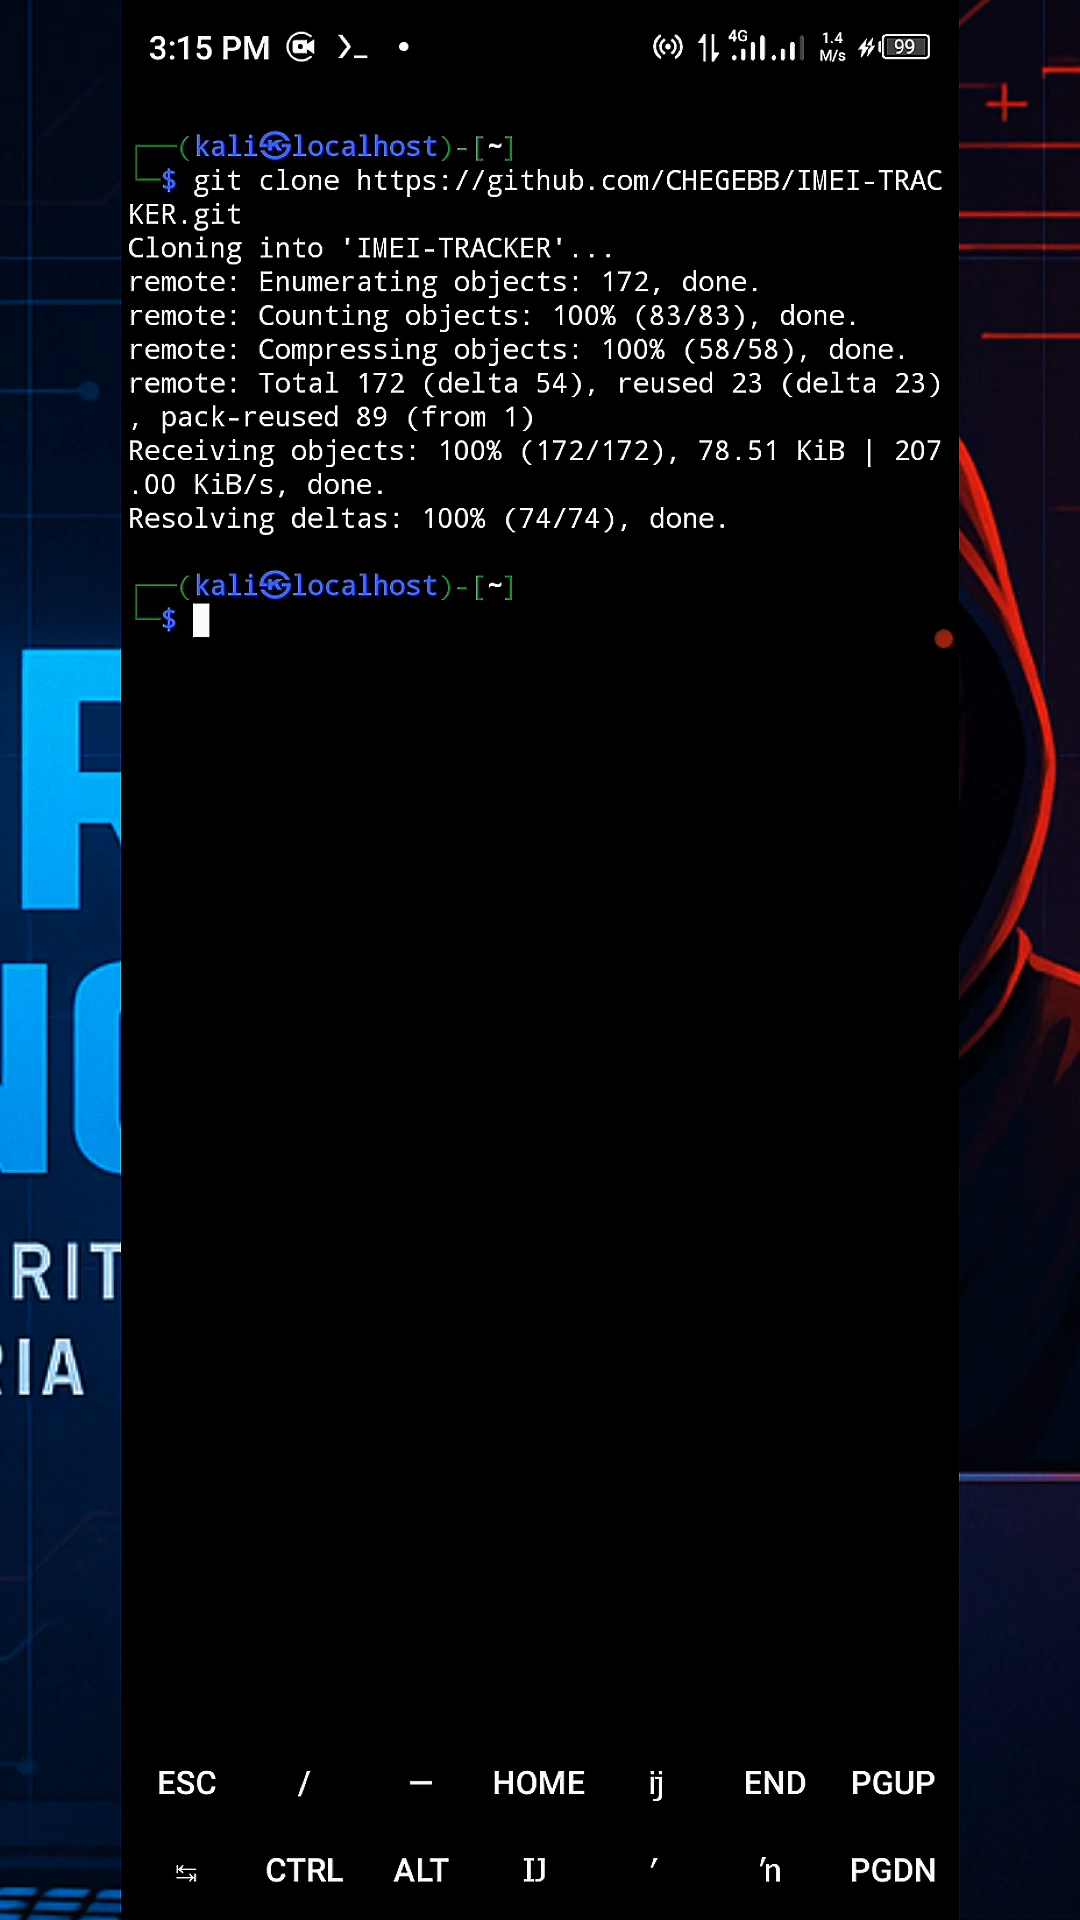 3:15 PM
4G
1.4
M/s
99
┌──(kali㉿localhost)-[~]
└─$ git clone https://github.com/CHEGEBB/IMEI-TRAC
KER.git
Cloning into 'IMEI-TRACKER'...
remote: Enumerating objects: 172, done.
remote: Counting objects: 100% (83/83), done.
remote: Compressing objects: 100% (58/58), done.
remote: Total 172 (delta 54), reused 23 (delta 23)
, pack-reused 89 (from 1)
Receiving objects: 100% (172/172), 78.51 KiB | 207
.00 KiB/s, done.
Resolving deltas: 100% (74/74), done.
┌──(kali㉿localhost)-[~]
└─$
RIT
RIA
ESC / — HOME ij END PGUP
↹ CTRL ALT IJ ′ ŉ PGDN